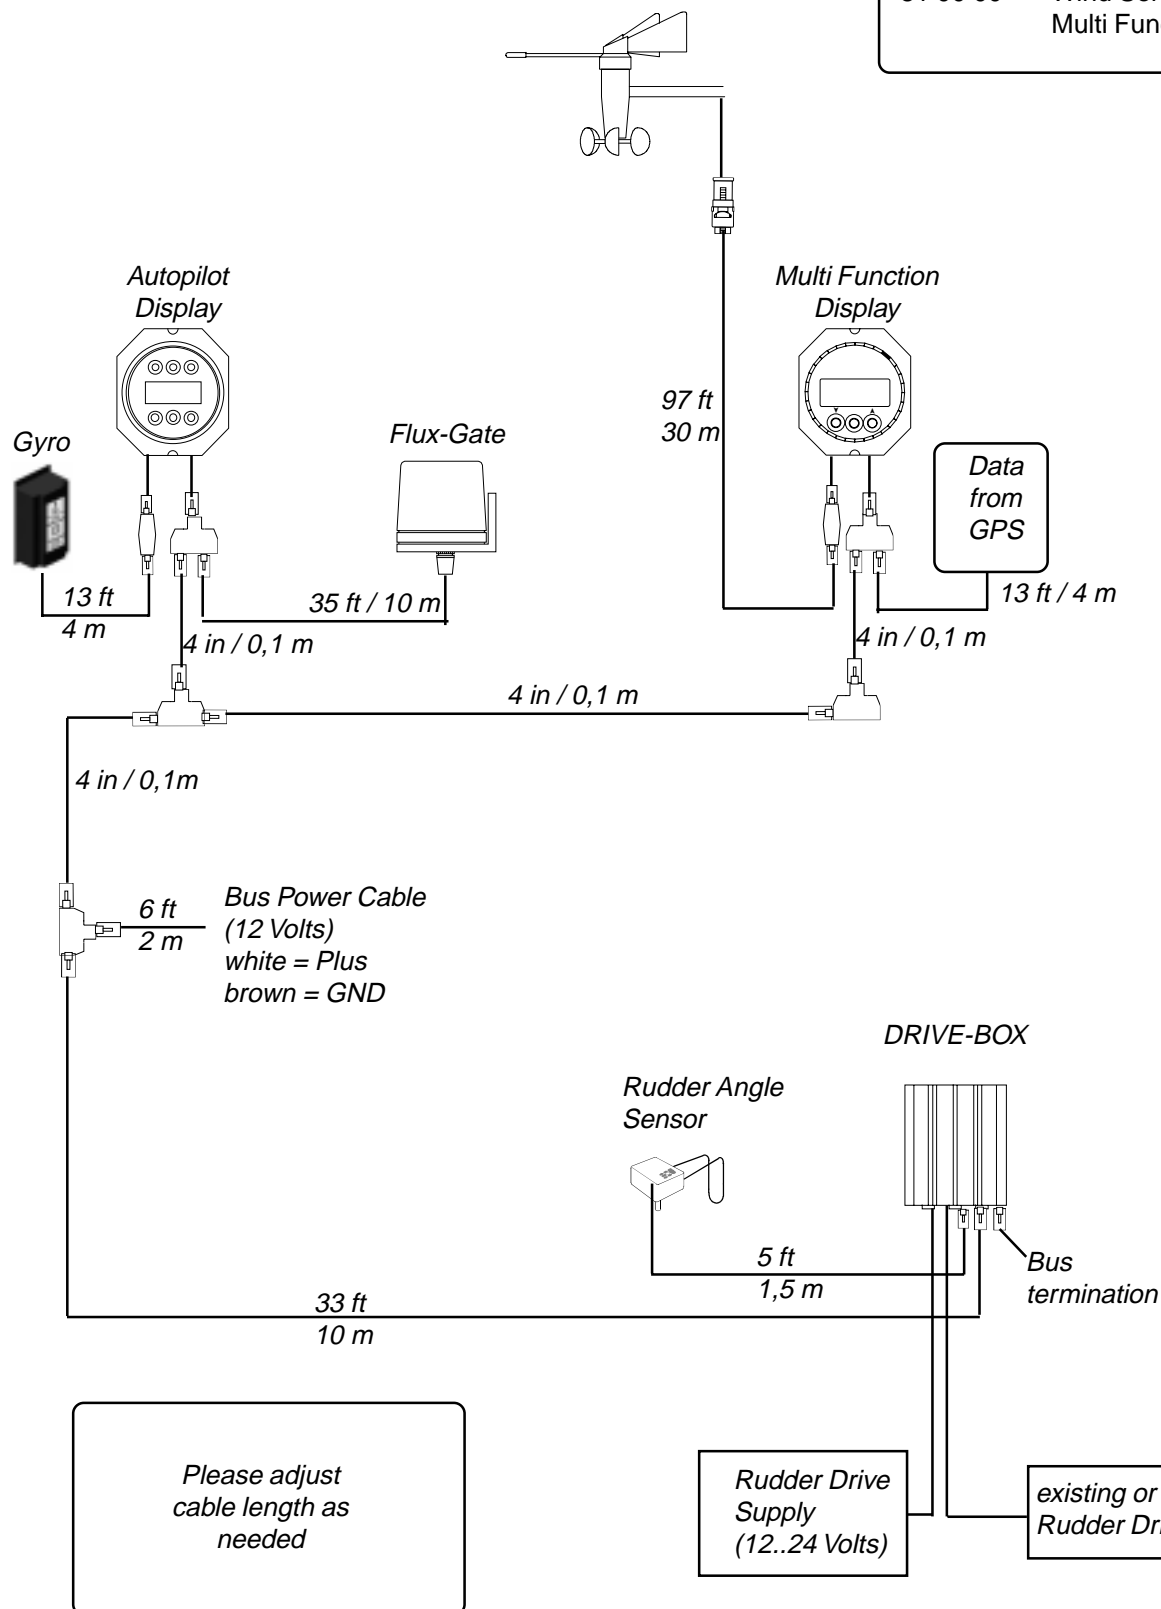 Multi
Autopilot
Display
Multi Function
Display
97 ft
30 m
Gyro
Flux-Gate
Data
from
GPS
13 ft
4 m
35 ft / 10 m
13 ft / 4 m
4 in / 0,1 m
4 in / 0,1 m
4 in / 0,1 m
4 in / 0,1m
6 ft
2 m
Bus Power Cable
(12 Volts)
white = Plus
brown = GND
DRIVE-BOX
Rudder Angle
Sensor
5 ft
1,5 m
Bus
termination
33 ft
10 m
Please adjust
cable length as
needed
Rudder Drive
Supply
(12..24 Volts)
existing or
Rudder